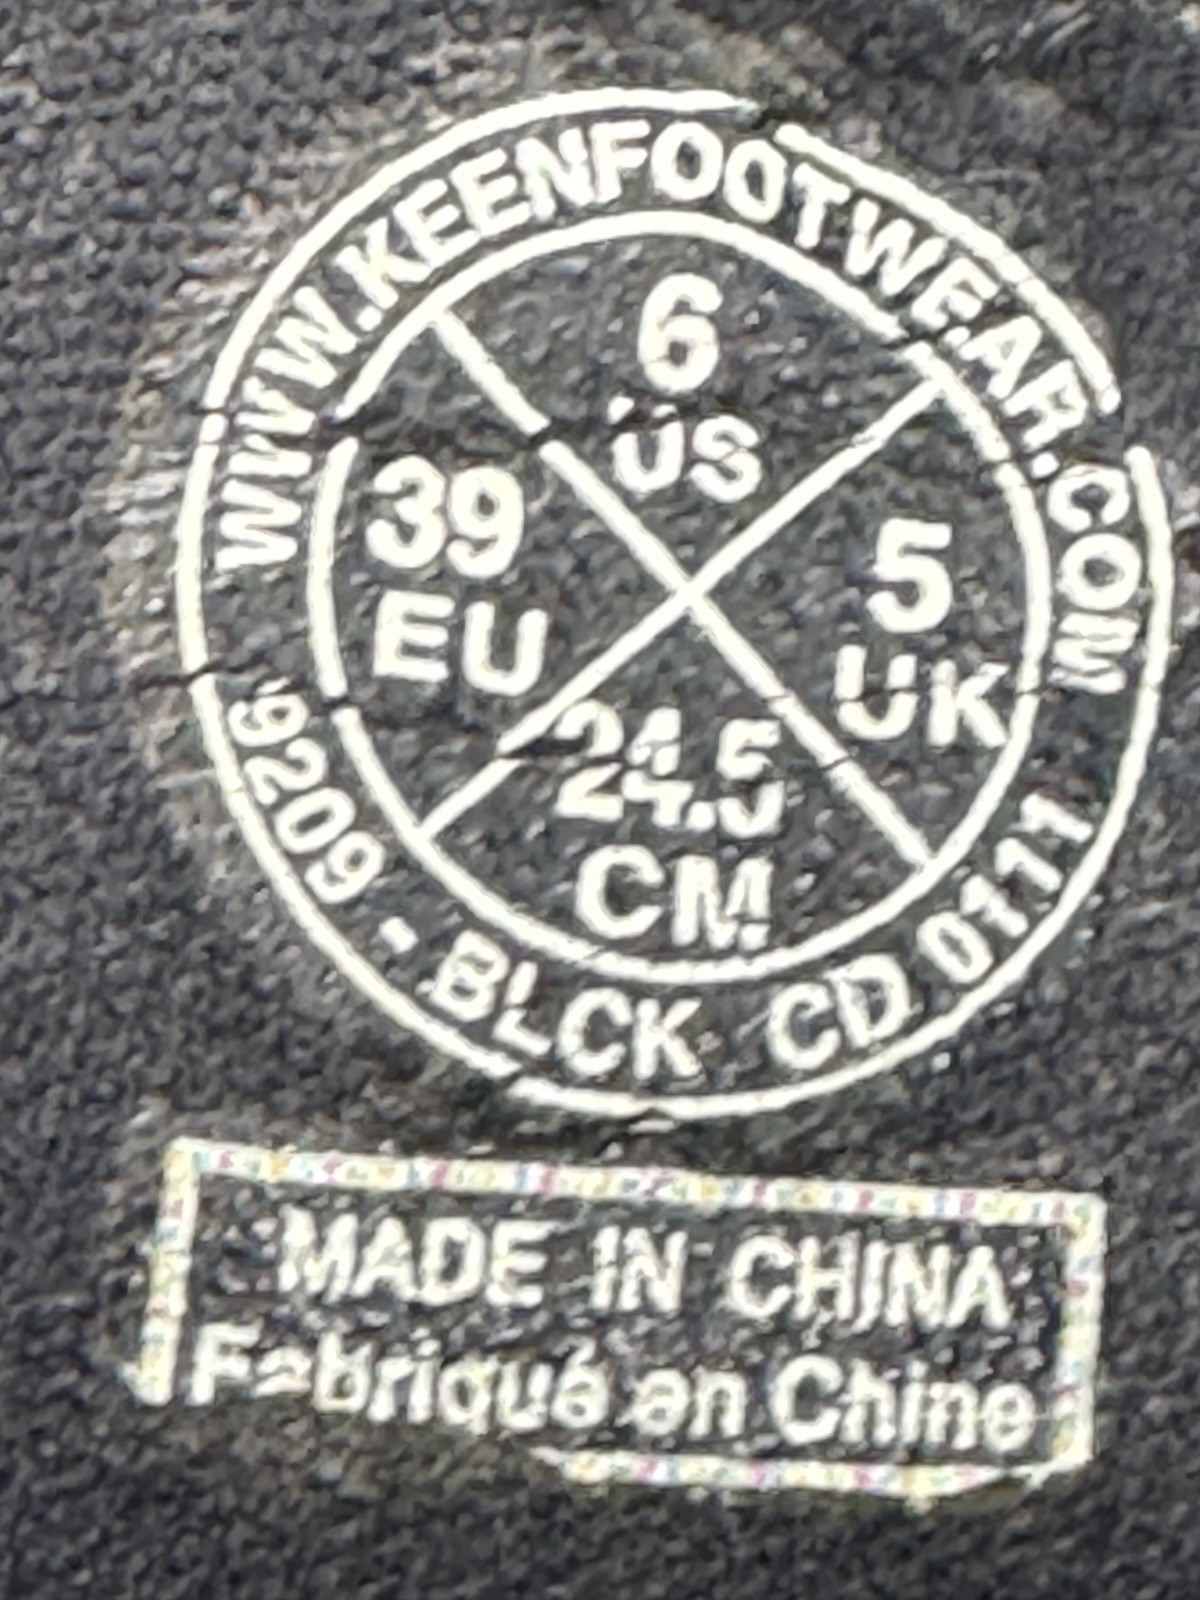 WWW.KEENFOOTWEAR.COM
6
US
39
EU
5
UK
24.5
CM
9209 - BLCK CD 0111
MADE IN CHINA
Fabriqué en Chine